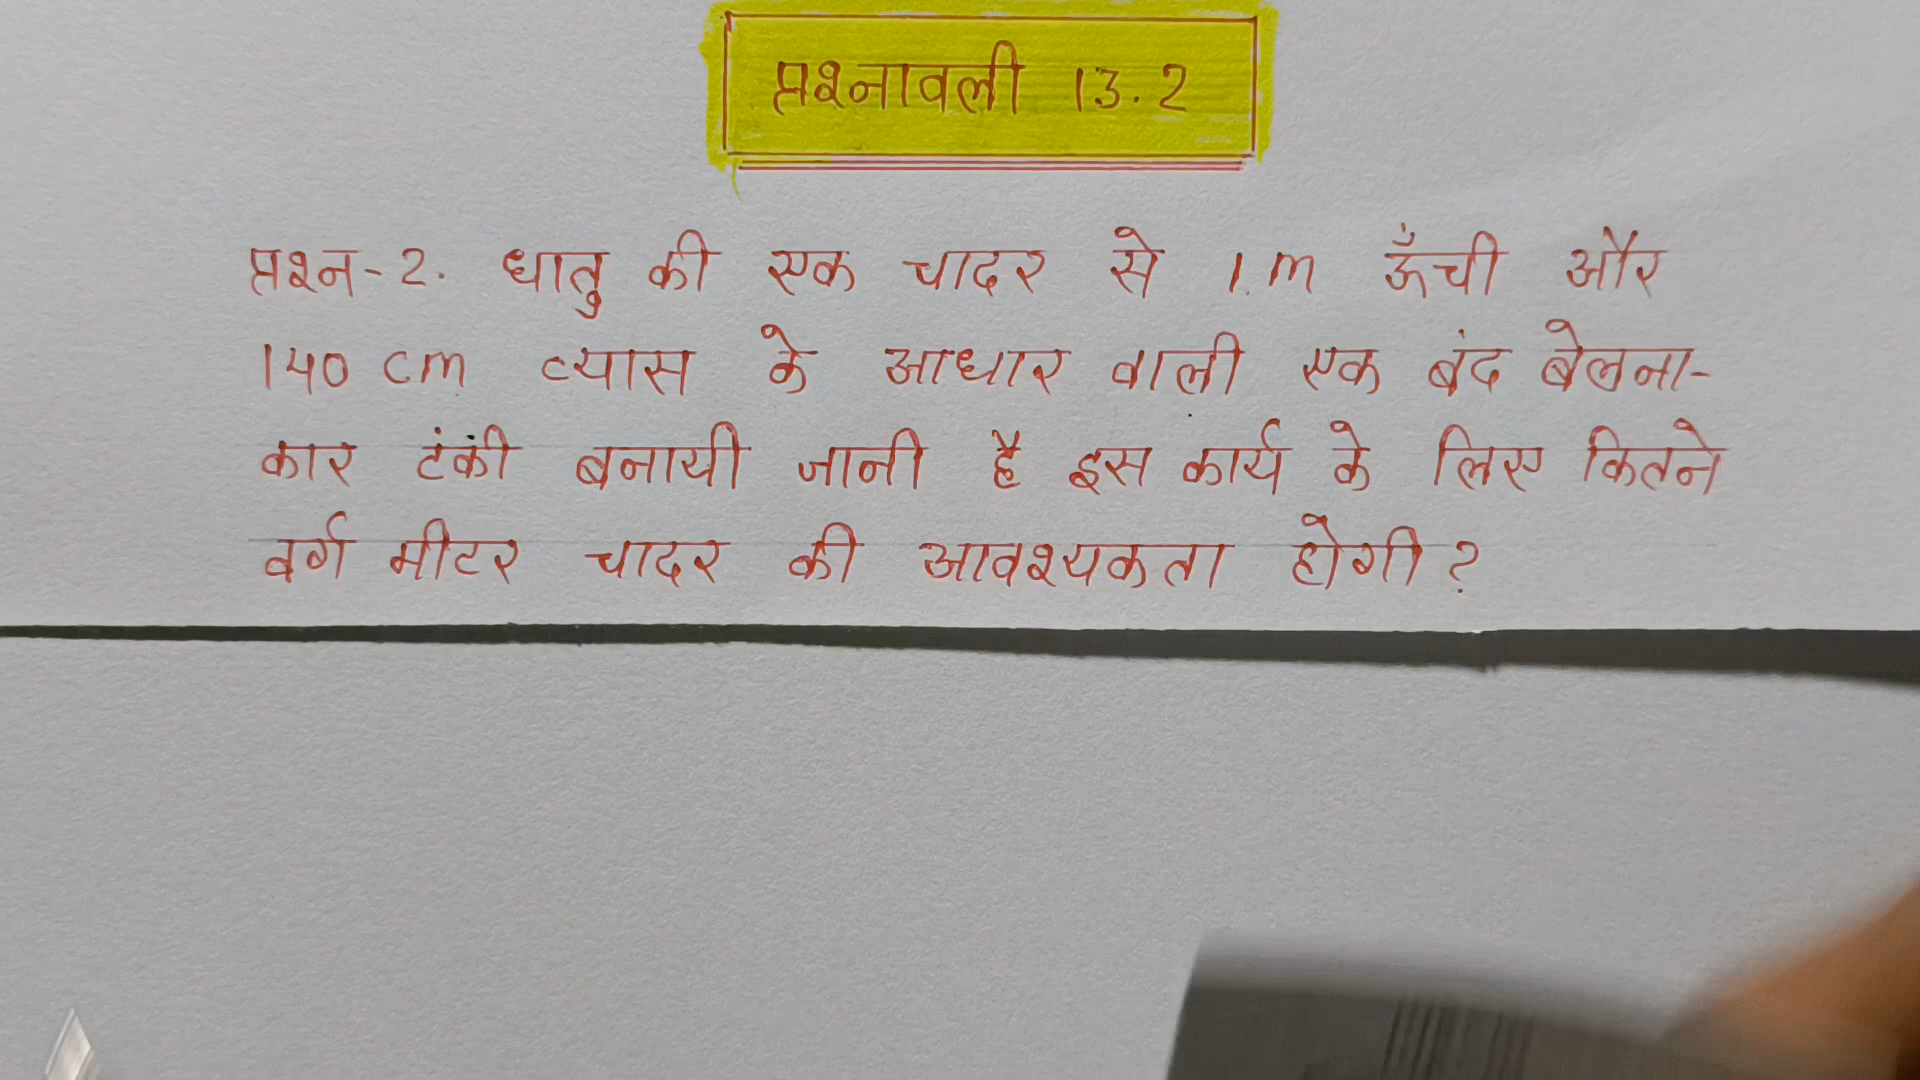 प्रश्नावली 13.2
प्रश्न-2. धातु की एक चादर से 1.m ऊँची और
140 cm व्यास के आधार वाली एक बंद बेलना-
कार टंकी बनायी जानी है इस कार्य के लिए कितने
वर्ग मीटर चादर की आवश्यकता होगी?